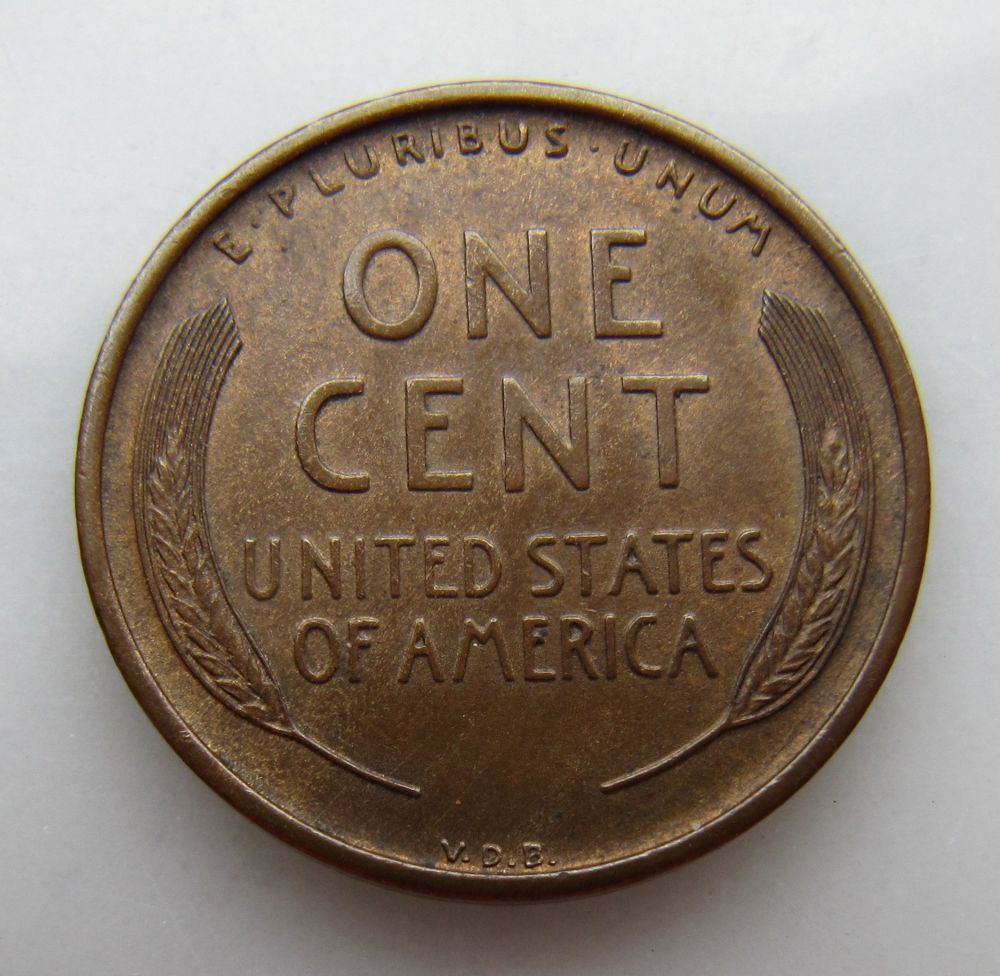 E · PLURIBUS · UNUM
ONE
CENT
UNITED STATES
OF AMERICA
V.D.B.